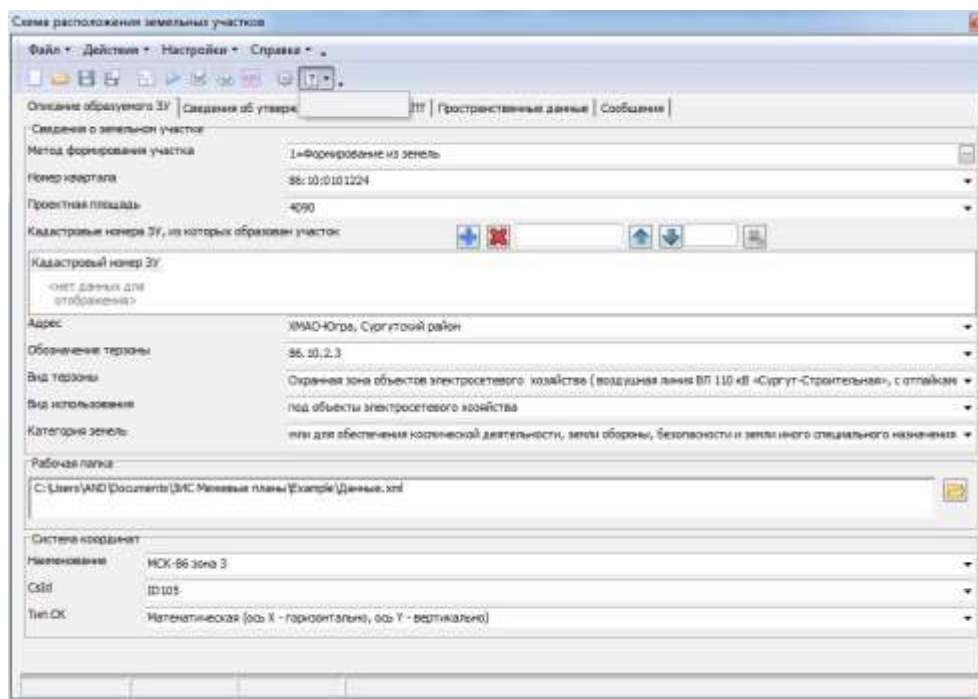 Схема расположения земельных участков
Файл Действия Настройки Справка
Описание образуемого ЗУ Сведения об утверж ПТ Пространственные данные Сообщения
Сведения о земельном участке
Метод формирования участка 1=Формирование из земель ...
Номер квартала 86:10:0101224
Проектная площадь 4090
Кадастровые номера ЗУ, из которых образован участок
Кадастровый номер ЗУ
<нет данных для
отображения>
Адрес ХМАО-Югра, Сургутский район
Обозначение терзоны 86.10.2.3
Вид терзоны Охранная зона объектов электросетевого хозяйства (воздушная линия ВЛ 110 кВ «Сургут-Строительная», с отпайками
Вид использования под объекты электросетевого хозяйства
Категория земель или для обеспечения космической деятельности, земли обороны, безопасности и земли иного специального назначения
Рабочая папка
C:\Users\AND\Documents\ЗИС Межевые планы\Example\Данные.xml
Система координат
Наименование МСК-86 зона 3
CsId ID105
Тип СК Математическая (ось X - горизонтально, ось Y - вертикально)